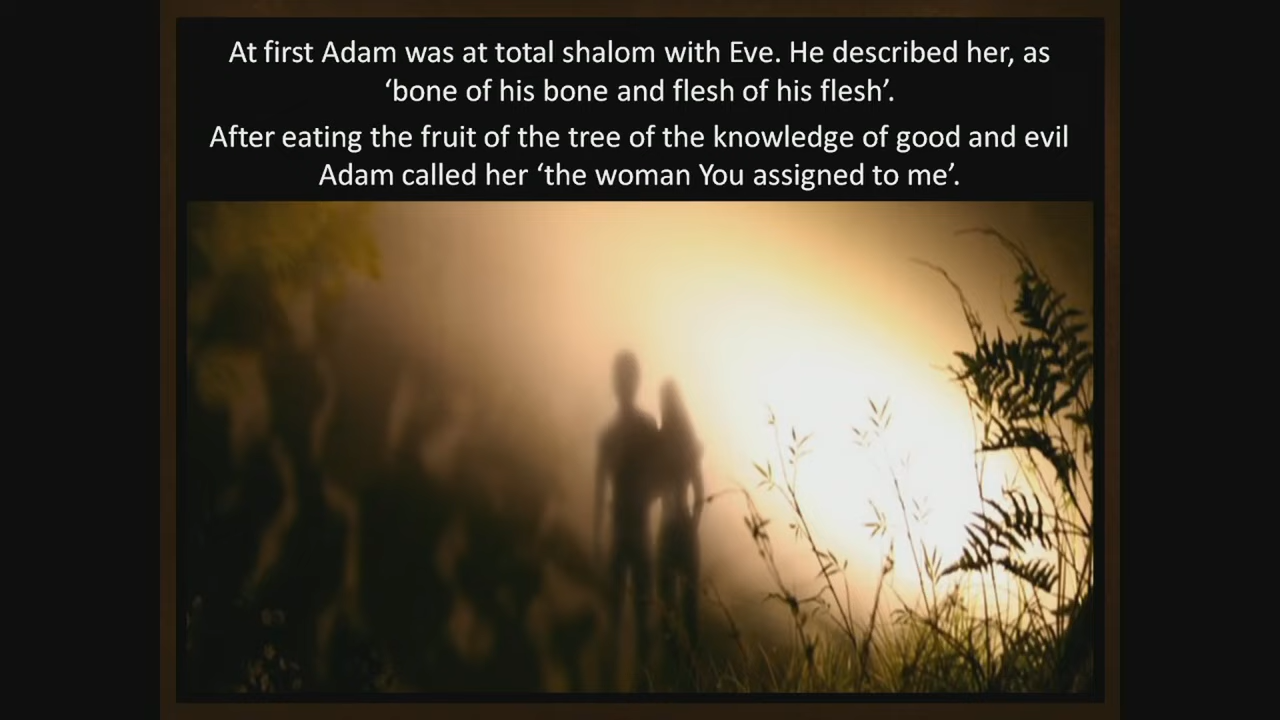 At first Adam was at total shalom with Eve. He described her, as
‘bone of his bone and flesh of his flesh’.
After eating the fruit of the tree of the knowledge of good and evil
Adam called her ‘the woman You assigned to me’.